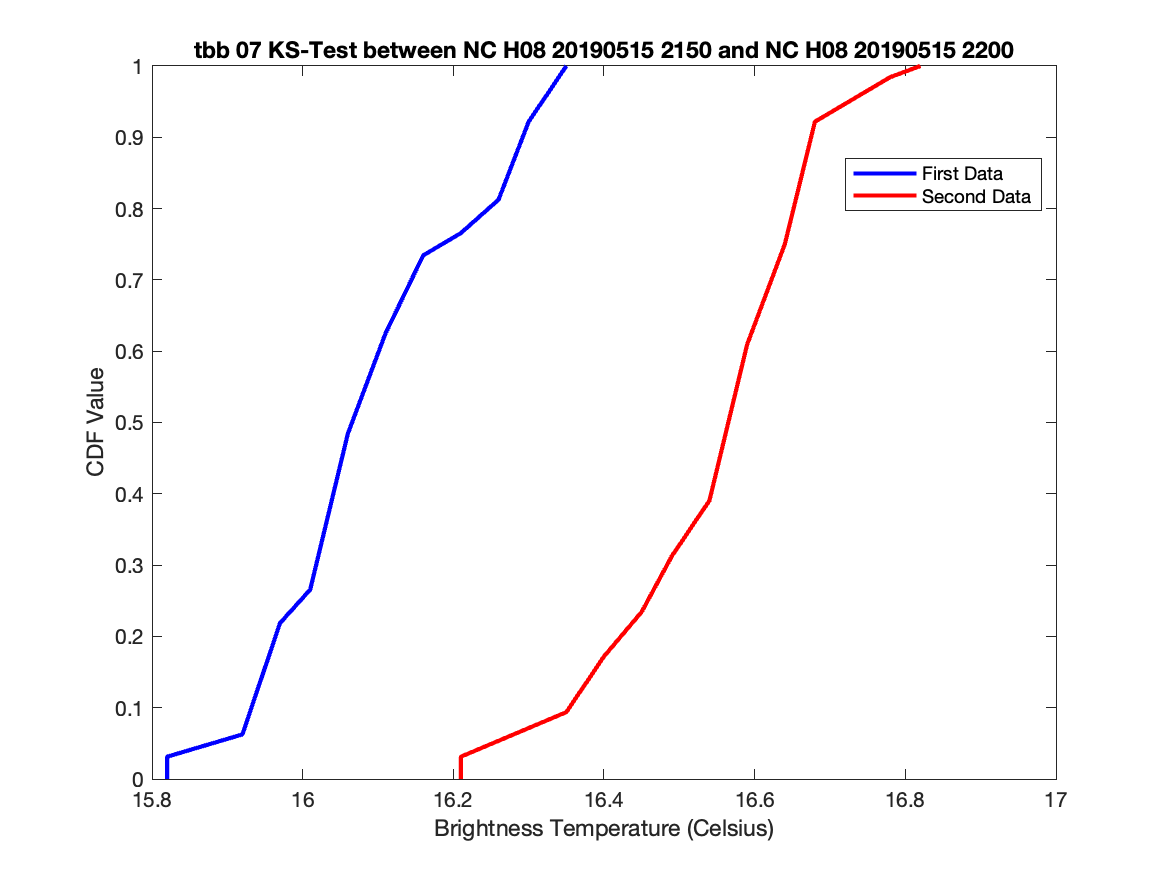 tbb 07 KS-Test between NC H08 20190515 2150 and NC H08 20190515 2200
1
0.9
0.8
0.7
0.6
0.5
0.4
0.3
0.2
0.1
0
CDF Value
First Data
Second Data
15.8 16 16.2 16.4 16.6 16.8 17
Brightness Temperature (Celsius)